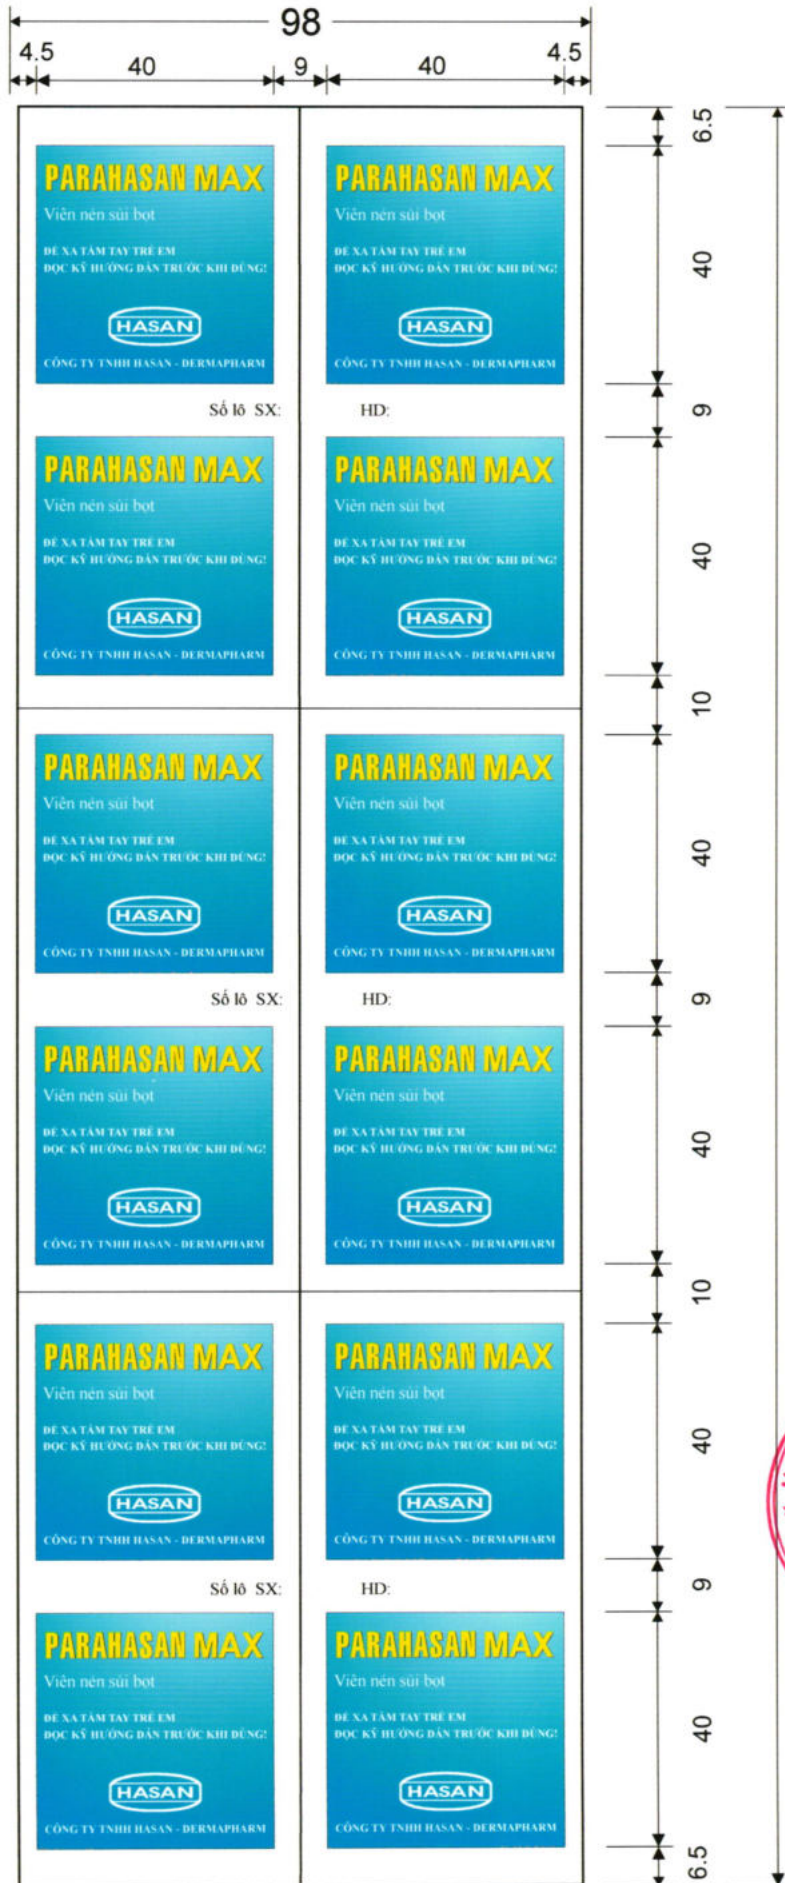 98
4.5 40 9 40 4.5
6.5
PARAHASAN MAX PARAHASAN MAX
Viên nén sủi bọt Viên nén sủi bọt
ĐỂ XA TẦM TAY TRẺ EM ĐỂ XA TẦM TAY TRẺ EM
ĐỌC KỸ HƯỚNG DẪN TRƯỚC KHI DÙNG! ĐỌC KỸ HƯỚNG DẪN TRƯỚC KHI DÙNG!
40
HASAN HASAN
CÔNG TY TNHH HASAN - DERMAPHARM CÔNG TY TNHH HASAN - DERMAPHARM
Số lô SX: HD: 9
PARAHASAN MAX PARAHASAN MAX
Viên nén sủi bọt Viên nén sủi bọt
ĐỂ XA TẦM TAY TRẺ EM ĐỂ XA TẦM TAY TRẺ EM
ĐỌC KỸ HƯỚNG DẪN TRƯỚC KHI DÙNG! ĐỌC KỸ HƯỚNG DẪN TRƯỚC KHI DÙNG!
40
HASAN HASAN
CÔNG TY TNHH HASAN - DERMAPHARM CÔNG TY TNHH HASAN - DERMAPHARM
10
PARAHASAN MAX PARAHASAN MAX
Viên nén sủi bọt Viên nén sủi bọt
ĐỂ XA TẦM TAY TRẺ EM ĐỂ XA TẦM TAY TRẺ EM
ĐỌC KỸ HƯỚNG DẪN TRƯỚC KHI DÙNG! ĐỌC KỸ HƯỚNG DẪN TRƯỚC KHI DÙNG!
40
HASAN HASAN
CÔNG TY TNHH HASAN - DERMAPHARM CÔNG TY TNHH HASAN - DERMAPHARM
Số lô SX: HD: 9
PARAHASAN MAX PARAHASAN MAX
Viên nén sủi bọt Viên nén sủi bọt
ĐỂ XA TẦM TAY TRẺ EM ĐỂ XA TẦM TAY TRẺ EM
ĐỌC KỸ HƯỚNG DẪN TRƯỚC KHI DÙNG! ĐỌC KỸ HƯỚNG DẪN TRƯỚC KHI DÙNG!
40
HASAN HASAN
CÔNG TY TNHH HASAN - DERMAPHARM CÔNG TY TNHH HASAN - DERMAPHARM
10
PARAHASAN MAX PARAHASAN MAX
Viên nén sủi bọt Viên nén sủi bọt
ĐỂ XA TẦM TAY TRẺ EM ĐỂ XA TẦM TAY TRẺ EM
ĐỌC KỸ HƯỚNG DẪN TRƯỚC KHI DÙNG! ĐỌC KỸ HƯỚNG DẪN TRƯỚC KHI DÙNG!
40
HASAN HASAN
CÔNG TY TNHH HASAN - DERMAPHARM CÔNG TY TNHH HASAN - DERMAPHARM
Số lô SX: HD: 9
PARAHASAN MAX PARAHASAN MAX
Viên nén sủi bọt Viên nén sủi bọt
ĐỂ XA TẦM TAY TRẺ EM ĐỂ XA TẦM TAY TRẺ EM
ĐỌC KỸ HƯỚNG DẪN TRƯỚC KHI DÙNG! ĐỌC KỸ HƯỚNG DẪN TRƯỚC KHI DÙNG!
40
HASAN HASAN
CÔNG TY TNHH HASAN - DERMAPHARM CÔNG TY TNHH HASAN - DERMAPHARM
6.5